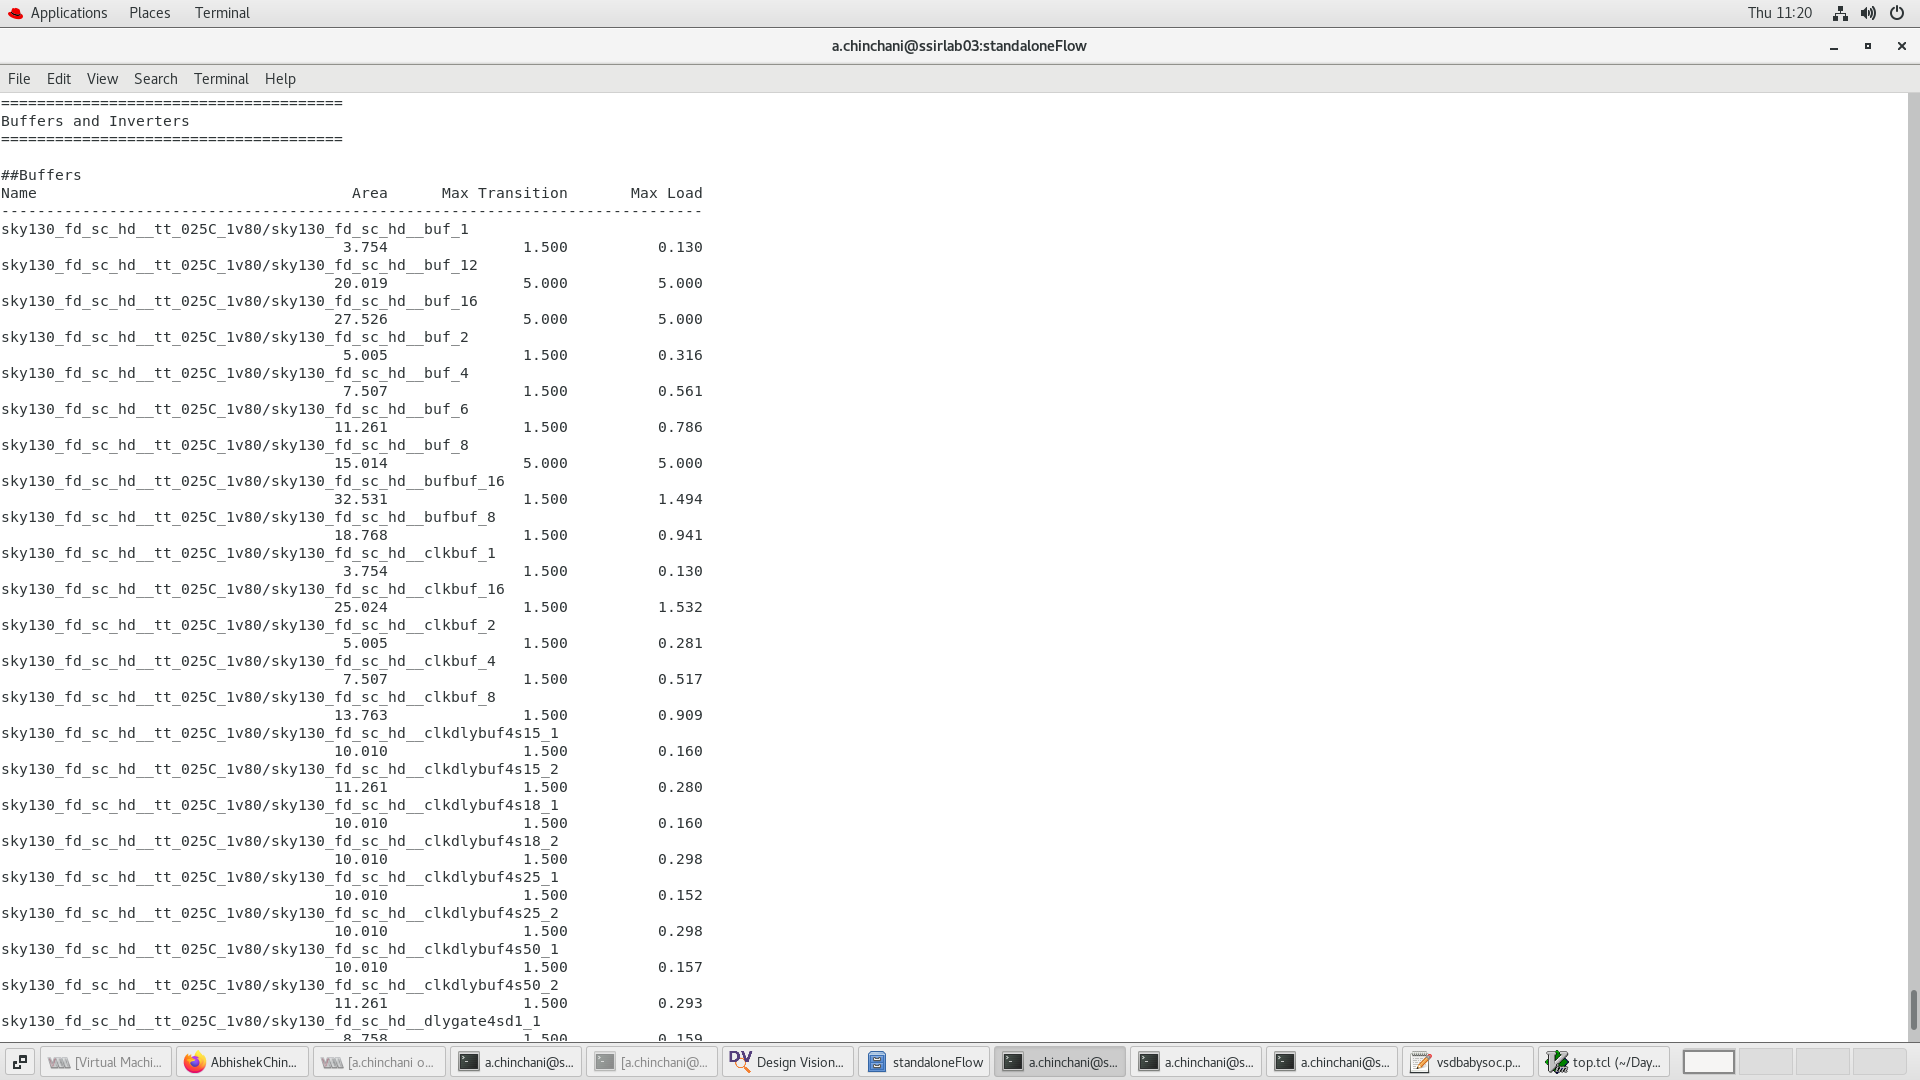 Applications Places Terminal Thu 11:20
a.chinchani@ssirlab03:standaloneFlow
File Edit View Search Terminal Help
======================================
Buffers and Inverters
======================================
##Buffers
Name Area Max Transition Max Load
------------------------------------------------------------------------------
sky130_fd_sc_hd__tt_025C_1v80/sky130_fd_sc_hd__buf_1
3.754 1.500 0.130
sky130_fd_sc_hd__tt_025C_1v80/sky130_fd_sc_hd__buf_12
20.019 5.000 5.000
sky130_fd_sc_hd__tt_025C_1v80/sky130_fd_sc_hd__buf_16
27.526 5.000 5.000
sky130_fd_sc_hd__tt_025C_1v80/sky130_fd_sc_hd__buf_2
5.005 1.500 0.316
sky130_fd_sc_hd__tt_025C_1v80/sky130_fd_sc_hd__buf_4
7.507 1.500 0.561
sky130_fd_sc_hd__tt_025C_1v80/sky130_fd_sc_hd__buf_6
11.261 1.500 0.786
sky130_fd_sc_hd__tt_025C_1v80/sky130_fd_sc_hd__buf_8
15.014 5.000 5.000
sky130_fd_sc_hd__tt_025C_1v80/sky130_fd_sc_hd__bufbuf_16
32.531 1.500 1.494
sky130_fd_sc_hd__tt_025C_1v80/sky130_fd_sc_hd__bufbuf_8
18.768 1.500 0.941
sky130_fd_sc_hd__tt_025C_1v80/sky130_fd_sc_hd__clkbuf_1
3.754 1.500 0.130
sky130_fd_sc_hd__tt_025C_1v80/sky130_fd_sc_hd__clkbuf_16
25.024 1.500 1.532
sky130_fd_sc_hd__tt_025C_1v80/sky130_fd_sc_hd__clkbuf_2
5.005 1.500 0.281
sky130_fd_sc_hd__tt_025C_1v80/sky130_fd_sc_hd__clkbuf_4
7.507 1.500 0.517
sky130_fd_sc_hd__tt_025C_1v80/sky130_fd_sc_hd__clkbuf_8
13.763 1.500 0.909
sky130_fd_sc_hd__tt_025C_1v80/sky130_fd_sc_hd__clkdlybuf4s15_1
10.010 1.500 0.160
sky130_fd_sc_hd__tt_025C_1v80/sky130_fd_sc_hd__clkdlybuf4s15_2
11.261 1.500 0.280
sky130_fd_sc_hd__tt_025C_1v80/sky130_fd_sc_hd__clkdlybuf4s18_1
10.010 1.500 0.160
sky130_fd_sc_hd__tt_025C_1v80/sky130_fd_sc_hd__clkdlybuf4s18_2
10.010 1.500 0.298
sky130_fd_sc_hd__tt_025C_1v80/sky130_fd_sc_hd__clkdlybuf4s25_1
10.010 1.500 0.152
sky130_fd_sc_hd__tt_025C_1v80/sky130_fd_sc_hd__clkdlybuf4s25_2
10.010 1.500 0.298
sky130_fd_sc_hd__tt_025C_1v80/sky130_fd_sc_hd__clkdlybuf4s50_1
10.010 1.500 0.157
sky130_fd_sc_hd__tt_025C_1v80/sky130_fd_sc_hd__clkdlybuf4s50_2
11.261 1.500 0.293
sky130_fd_sc_hd__tt_025C_1v80/sky130_fd_sc_hd__dlygate4sd1_1
8.758 1.500 0.159
[Virtual Machi... AbhishekChin... [a.chinchani o... a.chinchani@s... [a.chinchani@... Design Vision... standaloneFlow a.chinchani@s... a.chinchani@s... a.chinchani@s... vsdbabysoc.p... top.tcl (~/Day...